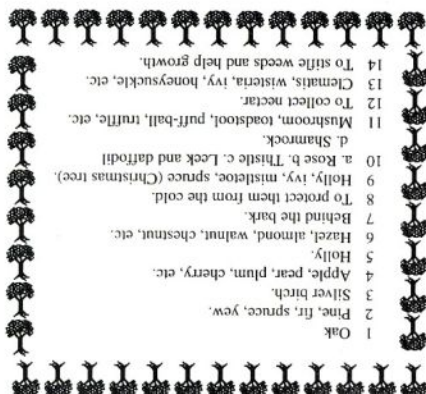 1 Oak
2 Pine, fir, spruce, yew.
3 Silver birch.
4 Apple, pear, plum, cherry, etc.
5 Holly.
6 Hazel, almond, walnut, chestnut, etc.
7 Behind the bark.
8 To protect them from the cold.
9 Holly, ivy, mistletoe, spruce (Christmas tree).
10 a. Rose b. Thistle c. Leek and daffodil
d. Shamrock.
11 Mushroom, toadstool, puff-ball, truffle, etc.
12 To collect nectar.
13 Clematis, wisteria, ivy, honeysuckle, etc.
14 To stifle weeds and help growth.